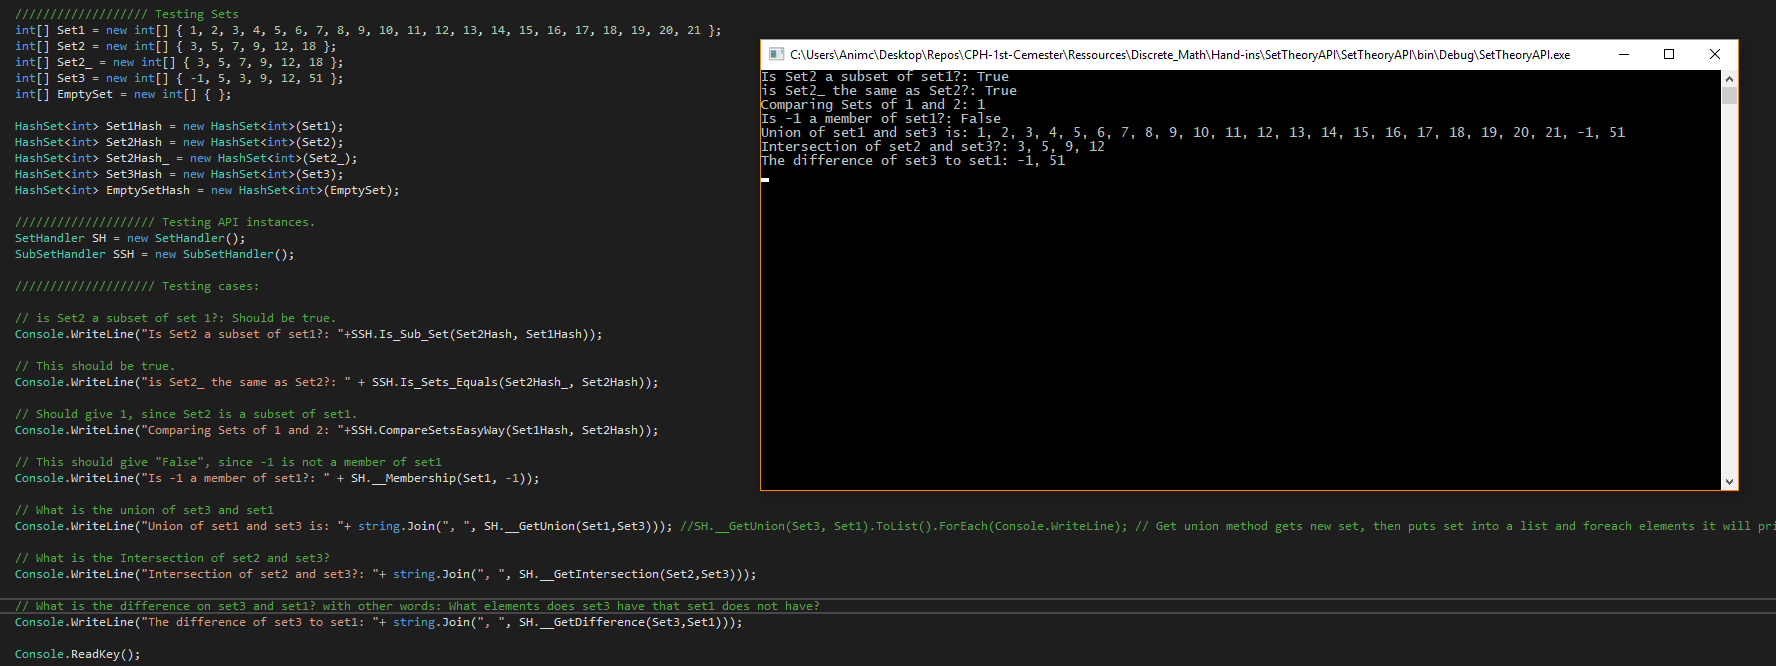 /////////////////// Testing Sets
int[] Set1 = new int[] { 1, 2, 3, 4, 5, 6, 7, 8, 9, 10, 11, 12, 13, 14, 15, 16, 17, 18, 19, 20, 21 };
int[] Set2 = new int[] { 3, 5, 7, 9, 12, 18 };
int[] Set2_ = new int[] { 3, 5, 7, 9, 12, 18 };
int[] Set3 = new int[] { -1, 5, 3, 9, 12, 51 };
int[] EmptySet = new int[] { };
HashSet<int> Set1Hash = new HashSet<int>(Set1);
HashSet<int> Set2Hash = new HashSet<int>(Set2);
HashSet<int> Set2Hash_ = new HashSet<int>(Set2_);
HashSet<int> Set3Hash = new HashSet<int>(Set3);
HashSet<int> EmptySetHash = new HashSet<int>(EmptySet);
//////////////////// Testing API instances.
SetHandler SH = new SetHandler();
SubSetHandler SSH = new SubSetHandler();
//////////////////// Testing cases:
// is Set2 a subset of set 1?: Should be true.
Console.WriteLine("Is Set2 a subset of set1?: "+SSH.Is_Sub_Set(Set2Hash, Set1Hash));
// This should be true.
Console.WriteLine("is Set2_ the same as Set2?: " + SSH.Is_Sets_Equals(Set2Hash_, Set2Hash));
// Should give 1, since Set2 is a subset of set1.
Console.WriteLine("Comparing Sets of 1 and 2: "+SSH.CompareSetsEasyWay(Set1Hash, Set2Hash));
// This should give "False", since -1 is not a member of set1
Console.WriteLine("Is -1 a member of set1?: " + SH.__Membership(Set1, -1));
// What is the union of set3 and set1
Console.WriteLine("Union of set1 and set3 is: "+ string.Join(", ", SH.__GetUnion(Set1,Set3))); //SH.__GetUnion(Set3, Set1).ToList().ForEach(Console.WriteLine); // Get union method gets new set, then puts set into a list and foreach elements it will pri
// What is the Intersection of set2 and set3?
Console.WriteLine("Intersection of set2 and set3?: "+ string.Join(", ", SH.__GetIntersection(Set2,Set3)));
// What is the difference on set3 and set1? with other words: What elements does set3 have that set1 does not have?
Console.WriteLine("The difference of set3 to set1: "+ string.Join(", ", SH.__GetDifference(Set3,Set1)));
Console.ReadKey();
C:\Users\Animc\Desktop\Repos\CPH-1st-Cemester\Ressources\Discrete_Math\Hand-ins\SetTheoryAPI\SetTheoryAPI\bin\Debug\SetTheoryAPI.exe
Is Set2 a subset of set1?: True
is Set2_ the same as Set2?: True
Comparing Sets of 1 and 2: 1
Is -1 a member of set1?: False
Union of set1 and set3 is: 1, 2, 3, 4, 5, 6, 7, 8, 9, 10, 11, 12, 13, 14, 15, 16, 17, 18, 19, 20, 21, -1, 51
Intersection of set2 and set3?: 3, 5, 9, 12
The difference of set3 to set1: -1, 51